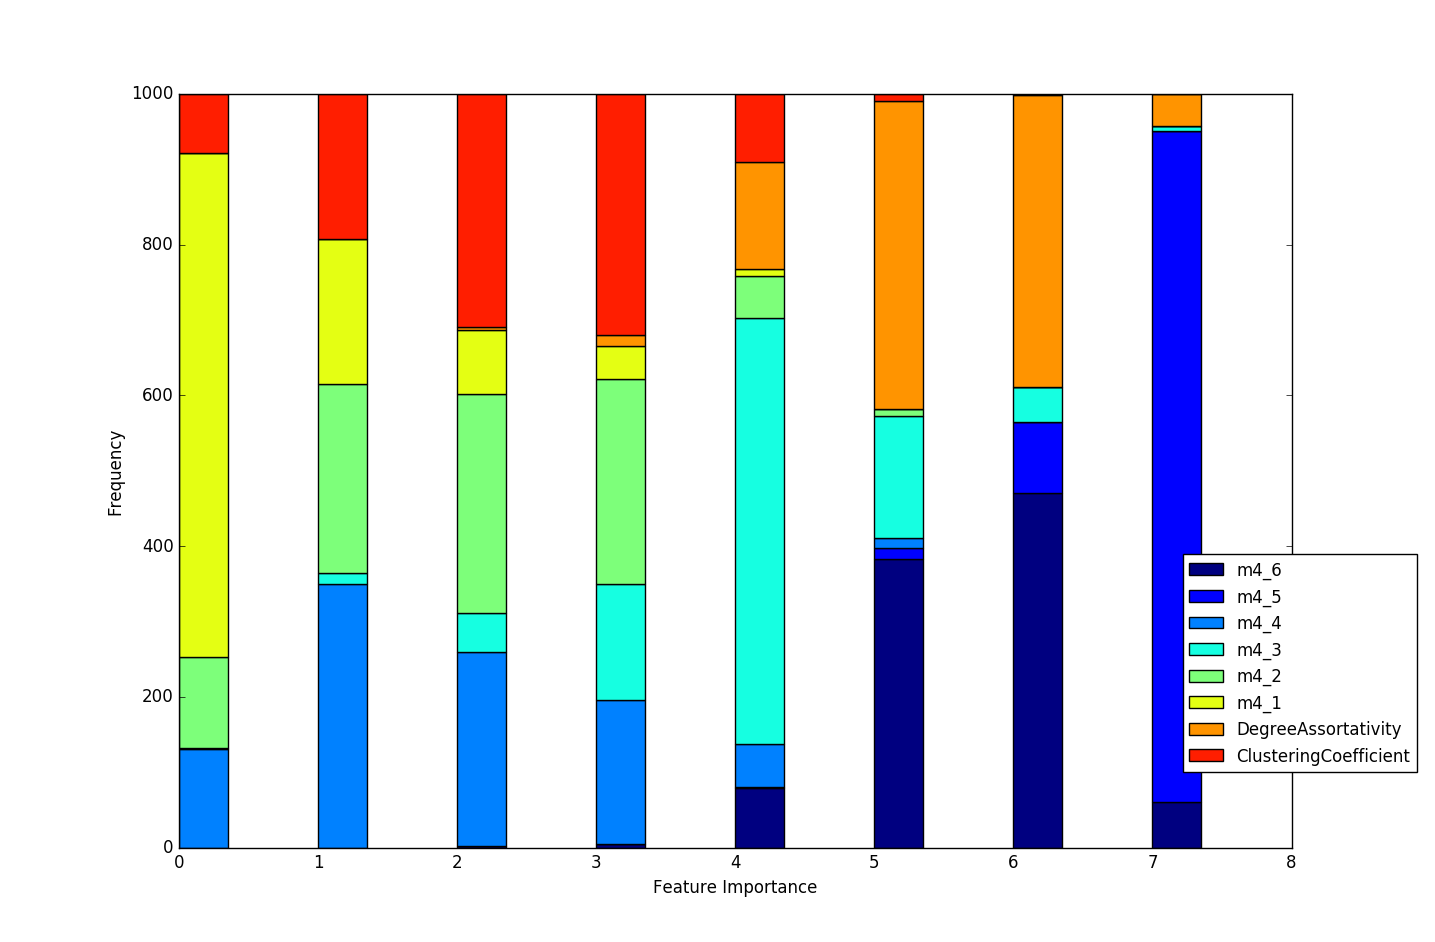 1000
800
600
400
200
0
Frequency
0 1 2 3 4 5 6 7 8
Feature Importance
m4_6
m4_5
m4_4
m4_3
m4_2
m4_1
DegreeAssortativity
ClusteringCoefficient